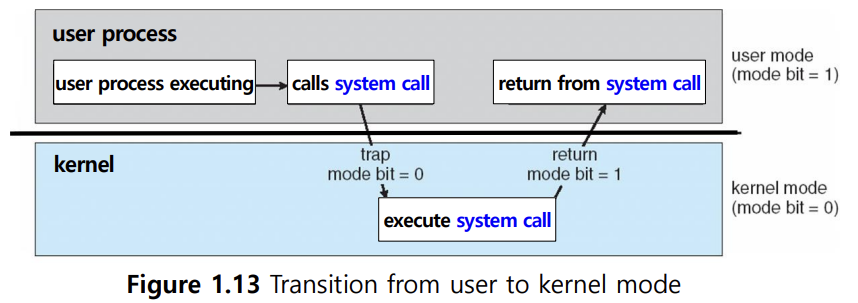 user process
user process executing
calls system call
return from system call
user mode
(mode bit = 1)
trap
mode bit = 0
return
mode bit = 1
kernel
execute system call
kernel mode
(mode bit = 0)
Figure 1.13 Transition from user to kernel mode